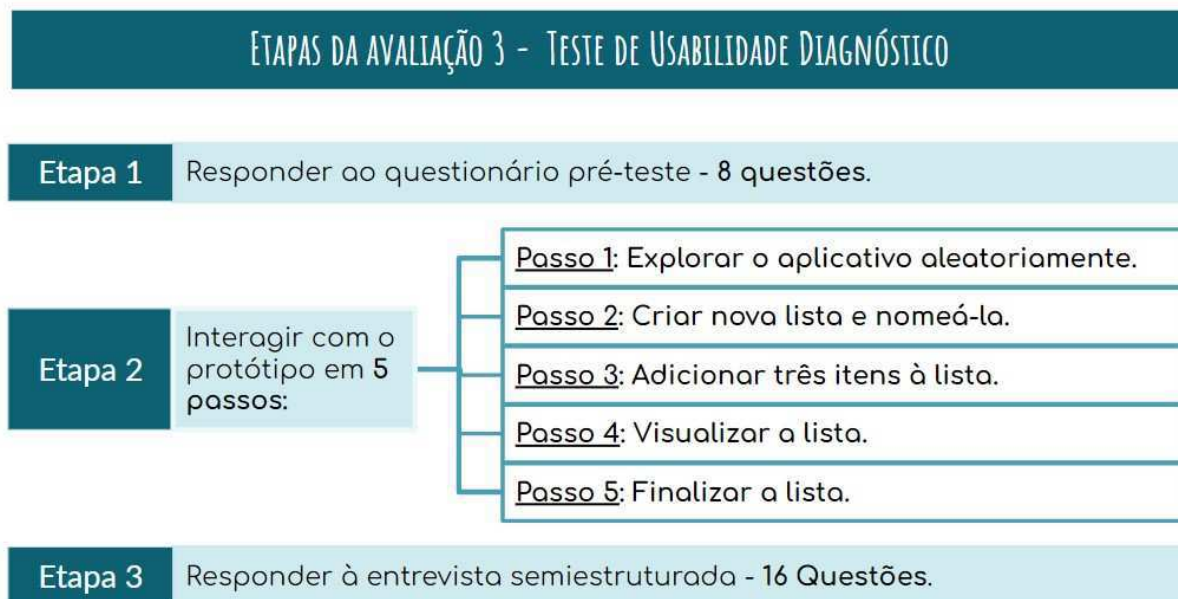 ETAPAS DA AVALIAÇÃO 3 - TESTE DE USABILIDADE DIAGNÓSTICO
Etapa 1
Responder ao questionário pré-teste - 8 questões.
Etapa 2
Interagir com o
protótipo em 5
passos:
Passo 1: Explorar o aplicativo aleatoriamente.
Passo 2: Criar nova lista e nomeá-la.
Passo 3: Adicionar três itens à lista.
Passo 4: Visualizar a lista.
Passo 5: Finalizar a lista.
Etapa 3
Responder à entrevista semiestruturada - 16 Questões.